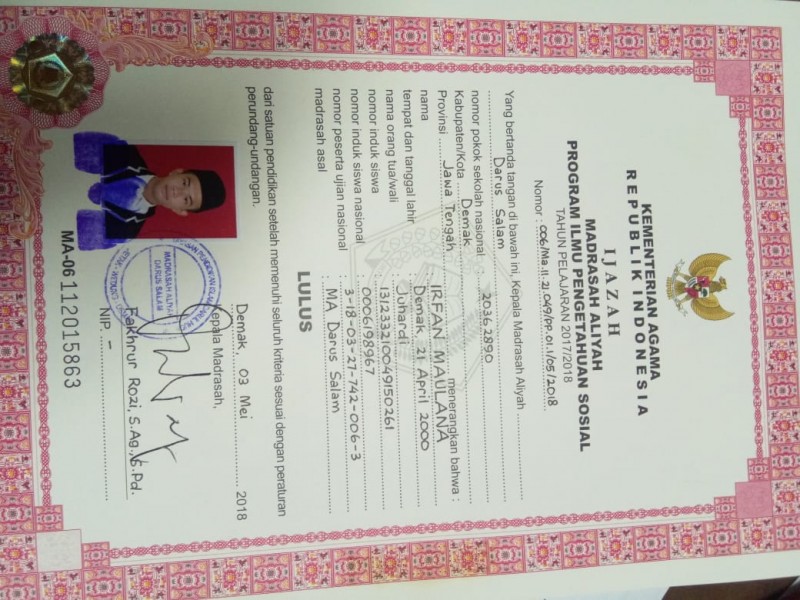 KEMENTERIAN AGAMA
REPUBLIK INDONESIA
IJAZAH
MADRASAH ALIYAH
PROGRAM ILMU PENGETAHUAN SOSIAL
TAHUN PELAJARAN 2017/2018
Nomor : 006/Ma.11.21.049/PP.01.1/05/2018
Yang bertanda tangan di bawah ini, Kepala Madrasah Aliyah
Darus Salam
nomor pokok sekolah nasional : 20362890
Kabupaten/Kota Demak
Provinsi Jawa Tengah menerangkan bahwa :
nama : IRFAN MAULANA
tempat dan tanggal lahir : Demak, 21 April 2000
nama orang tua/wali : Juhardi
nomor induk siswa : 131233210049150261
nomor induk siswa nasional : 0006198967
nomor peserta ujian nasional : 3-18-03-27-742-006-3
madrasah asal : MA Darus Salam
LULUS
dari satuan pendidikan setelah memenuhi seluruh kriteria sesuai dengan peraturan
perundang-undangan.
Demak, 03 Mei 2018
Kepala Madrasah,
MADRASAH ALIYAH
DARUS SALAM
Fakhrur Rozi, S.Ag., S.Pd.
NIP. -
MA-06 112015863